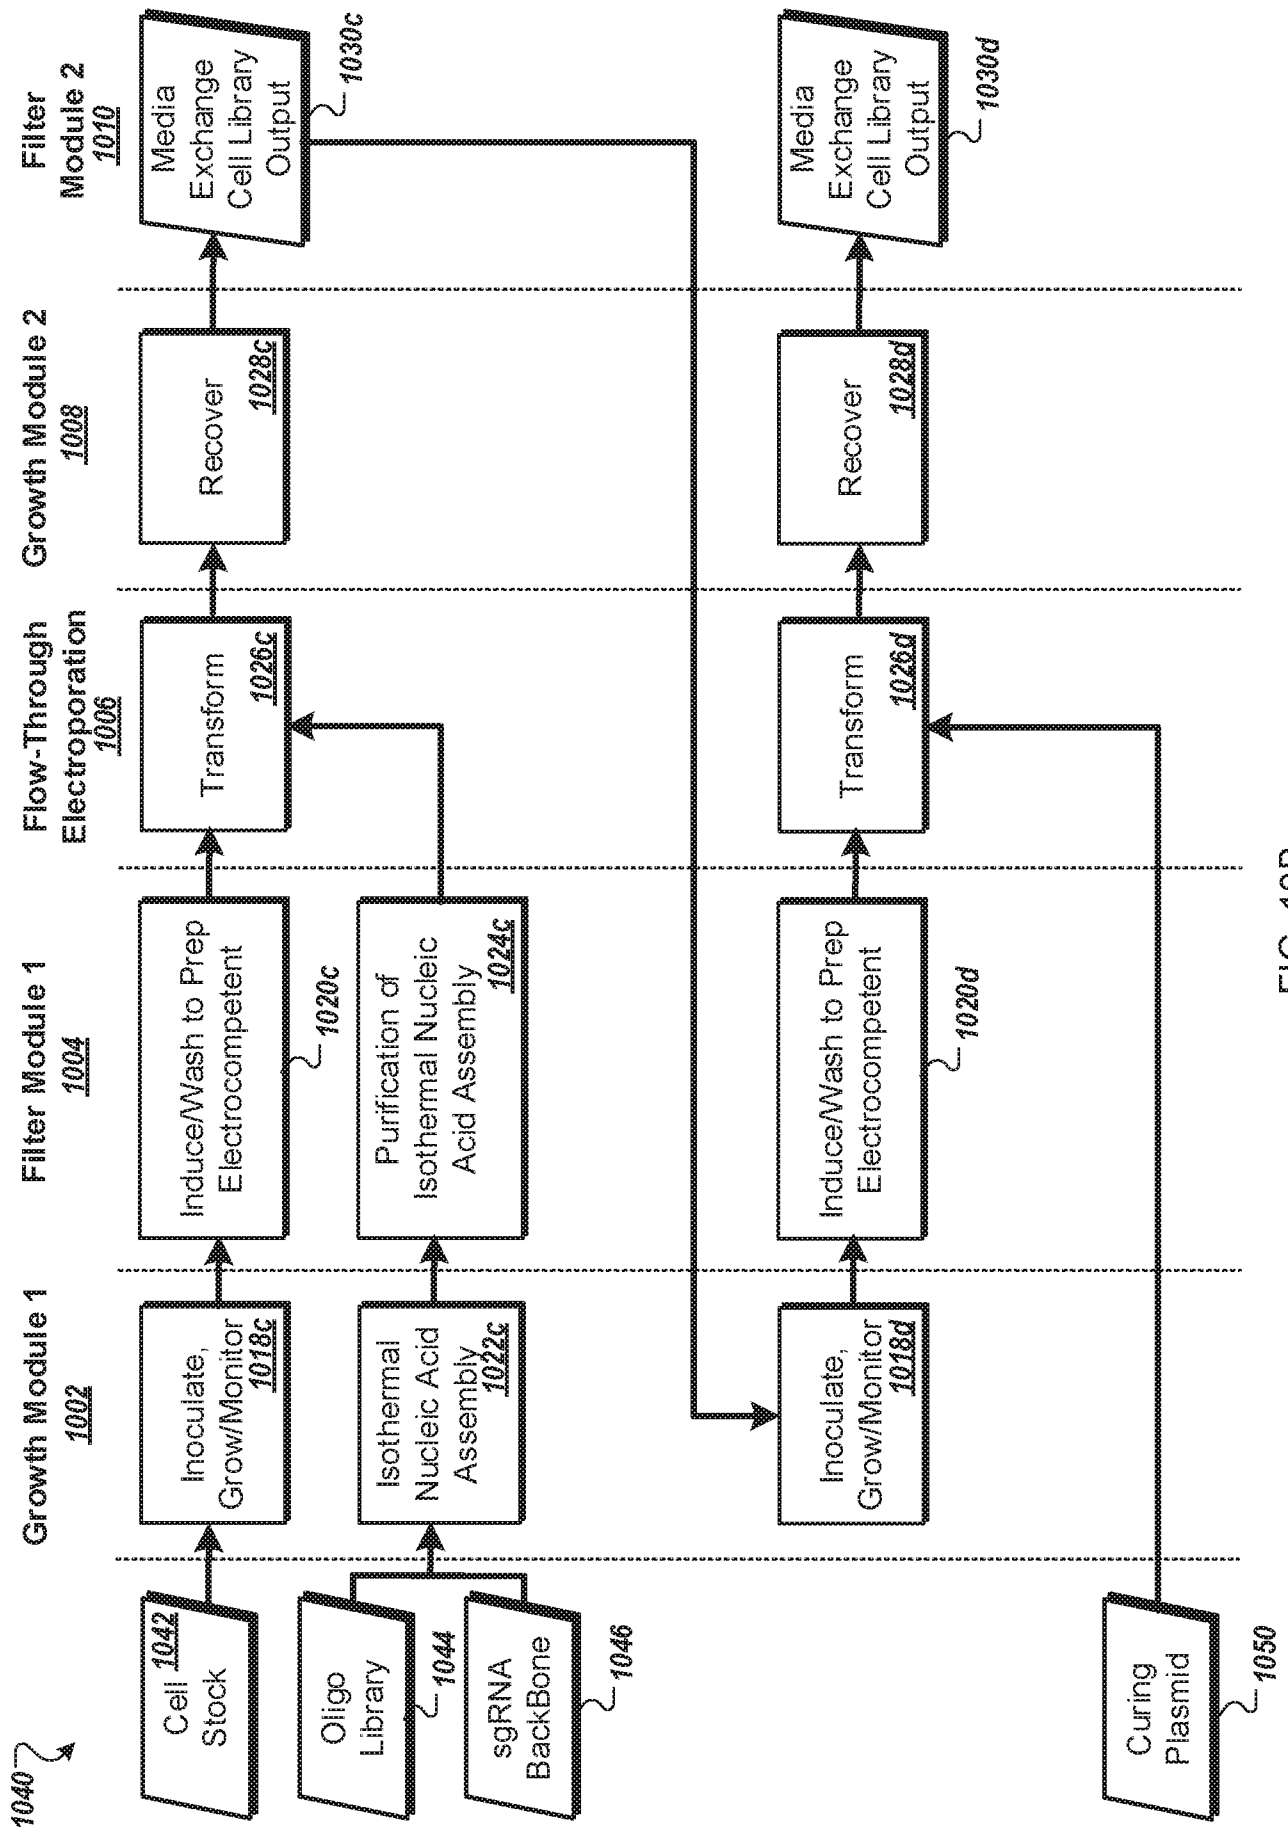 1040
Growth Module 1
1002
Filter Module 1
1004
Flow-Through
Electroporation
1006
Growth Module 2
1008
Filter
Module 2
1010
Cell
Stock
1042
Inoculate,
Grow/Monitor
1018c
Induce/Wash to Prep
Electrocompetent
1020c
Transform
1026c
Recover
1028c
Media
Exchange
Cell Library
Output
1030c
Oligo
Library
1044
sgRNA
BackBone
1046
Isothermal
Nucleic Acid
Assembly
1022c
Purification of
Isothermal Nucleic
Acid Assembly
1024c
Inoculate,
Grow/Monitor
1018d
Induce/Wash to Prep
Electrocompetent
1020d
Transform
1026d
Recover
1028d
Media
Exchange
Cell Library
Output
1030d
Curing
Plasmid
1050